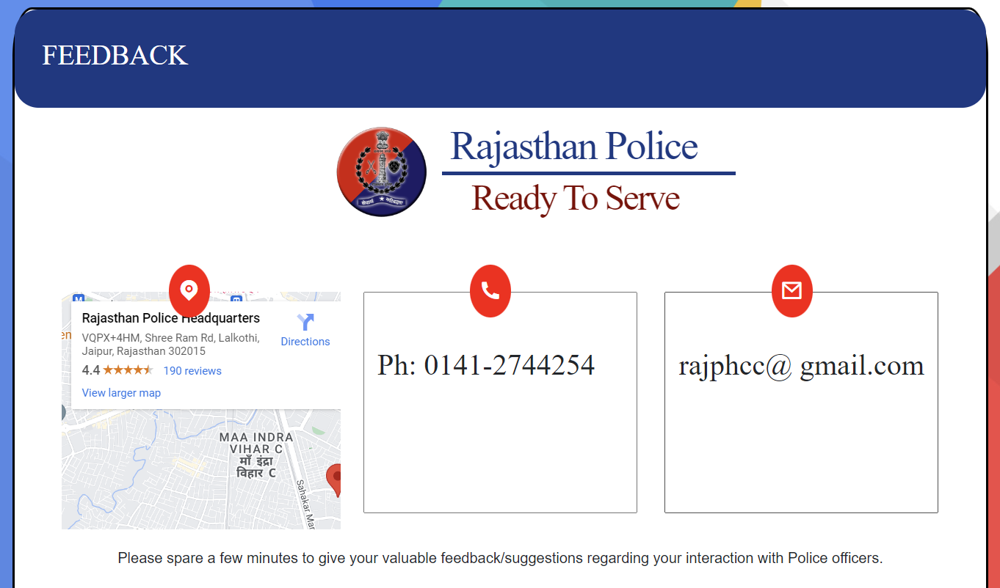 FEEDBACK
Rajasthan Police
Ready To Serve
Rajasthan Police Headquarters
VQPX+4HM, Shree Ram Rd, Lalkothi,
Jaipur, Rajasthan 302015
Directions
4.4
190 reviews
View larger map
en
MAA INDRA
VIHAR C
माँ इंद्रा
विहार C
Sahakar Mar
Ph: 0141-2744254
rajphcc@ gmail.com
Please spare a few minutes to give your valuable feedback/suggestions regarding your interaction with Police officers.